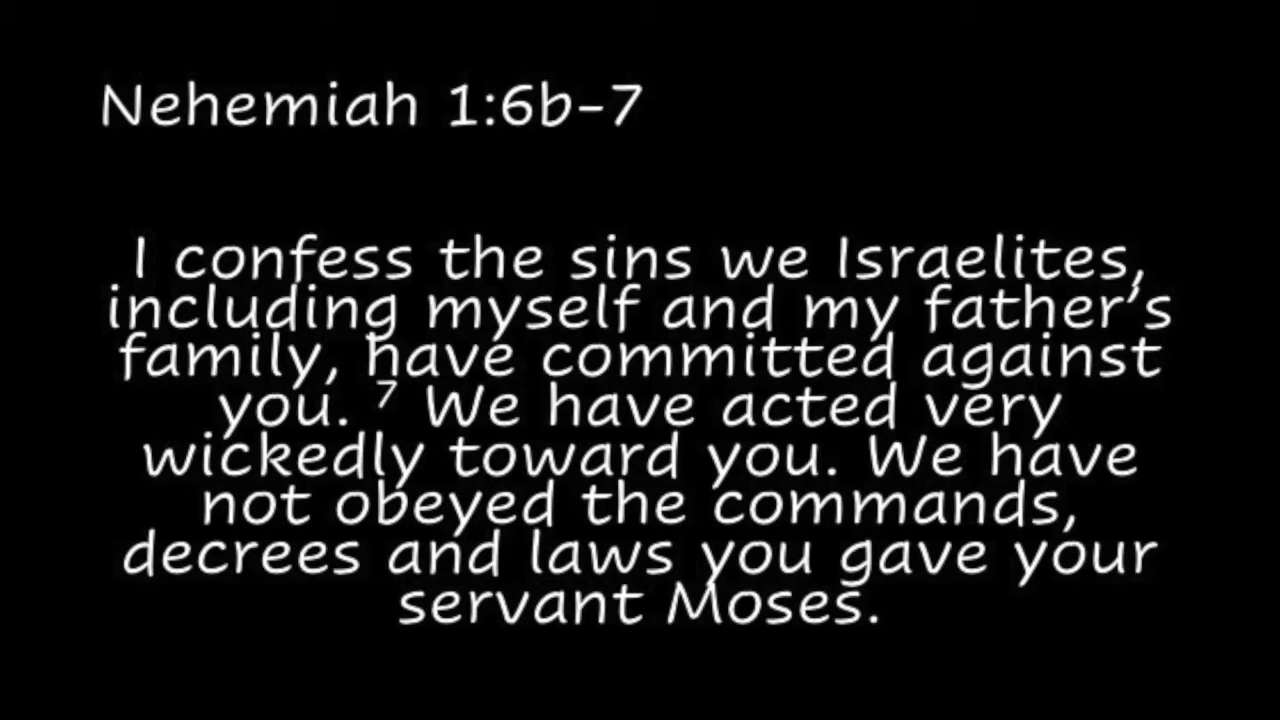 Nehemiah 1:6b-7
I confess the sins we Israelites,
including myself and my father’s
family, have committed against
you. ⁷ We have acted very
wickedly toward you. We have
not obeyed the commands,
decrees and laws you gave your
servant Moses.